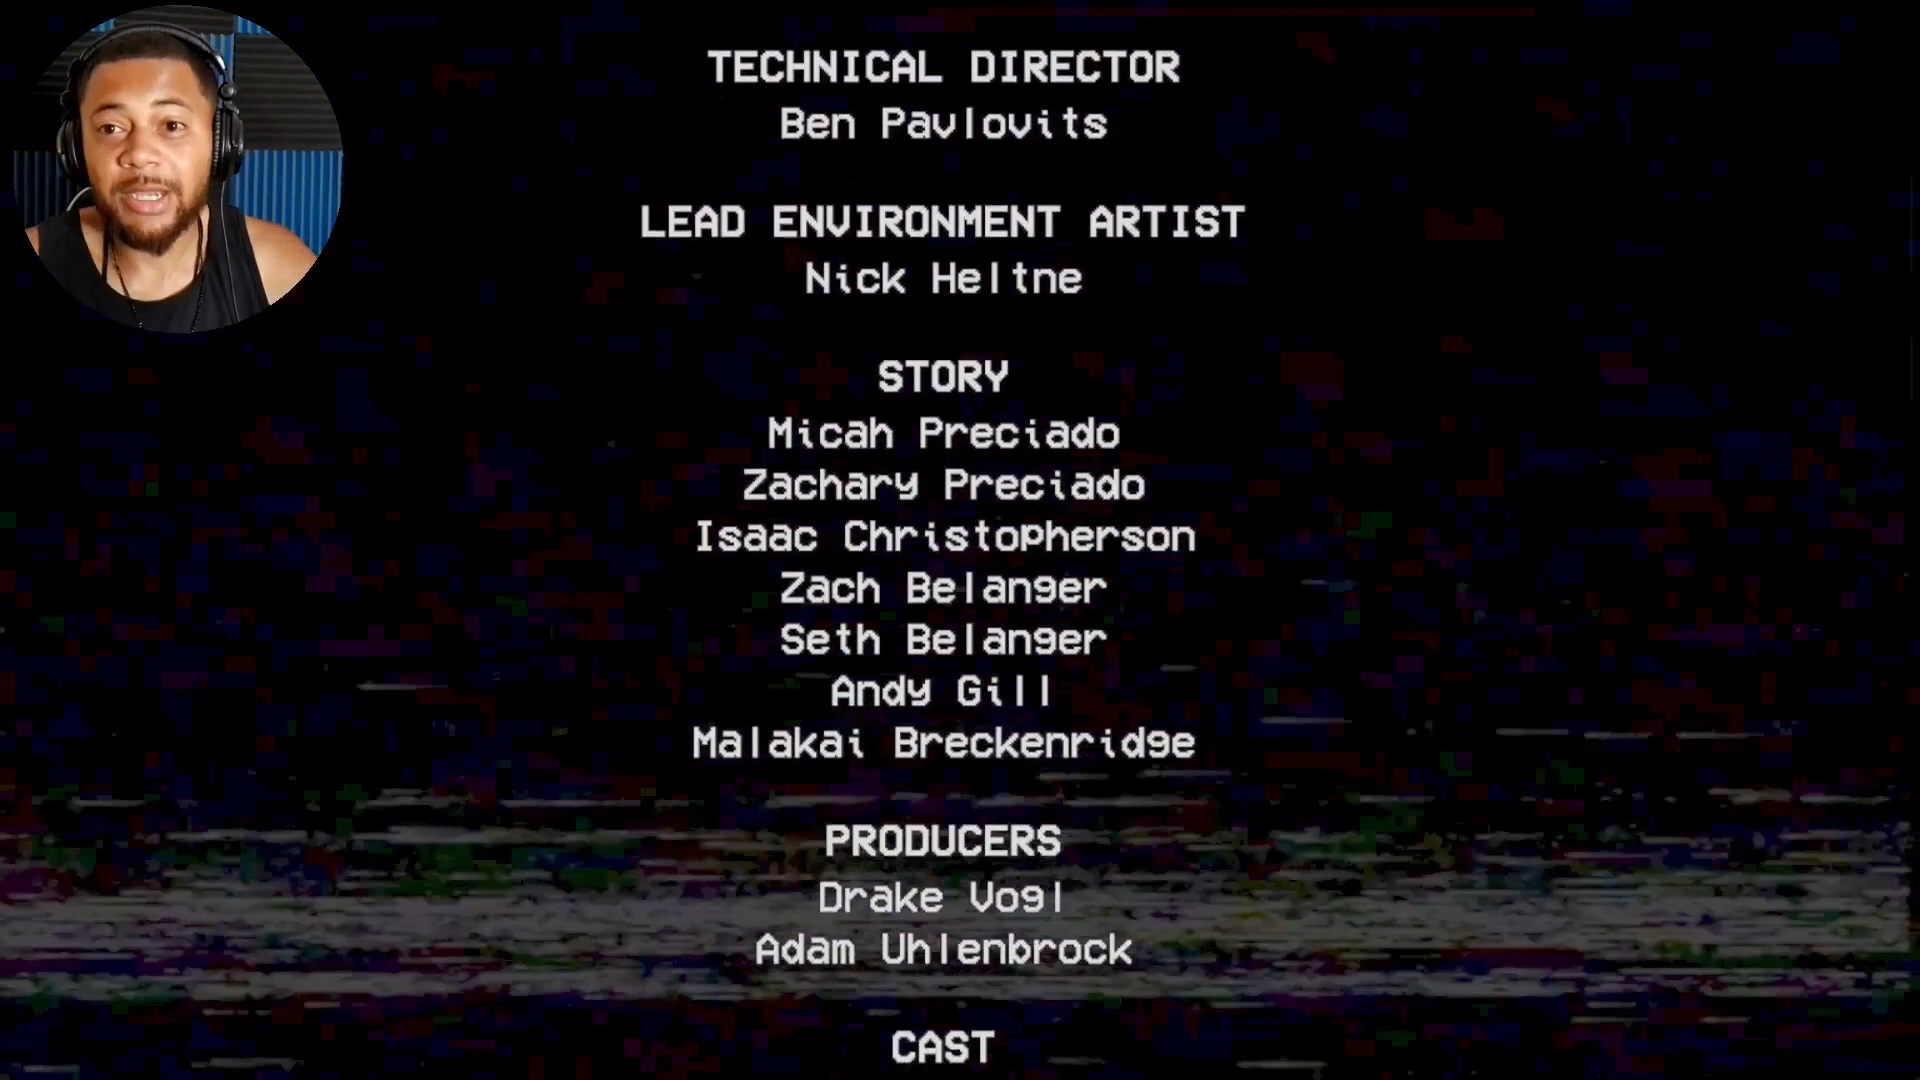 TECHNICAL DIRECTOR
Ben Pavlovits
LEAD ENVIRONMENT ARTIST
Nick Heltne
STORY
Micah Preciado
Zachary Preciado
Isaac Christopherson
Zach Belanger
Seth Belanger
Andy Gill
Malakai Breckenridge
PRODUCERS
Drake Vogl
Adam Uhlenbrock
CAST